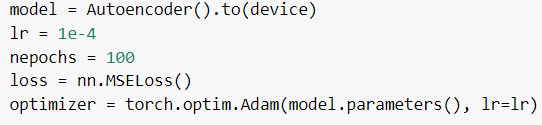 model = Autoencoder().to(device)
lr = 1e-4
nepochs = 100
loss = nn.MSELoss()
optimizer = torch.optim.Adam(model.parameters(), lr=lr)